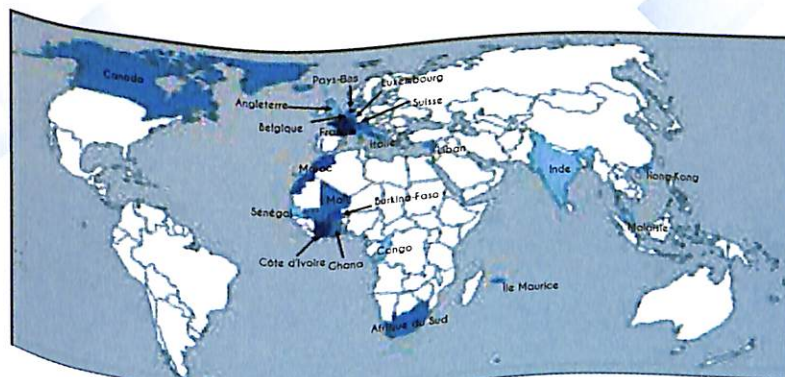 Canada
Pays-Bas
Luxembourg
Angleterre
Suisse
Belgique
France
Italie
Liban
Maroc
Inde
Hong-Kong
Mali
Burkina-Faso
Sénégal
Malaisie
Congo
Côte d'Ivoire
Ghana
Île Maurice
Afrique du Sud